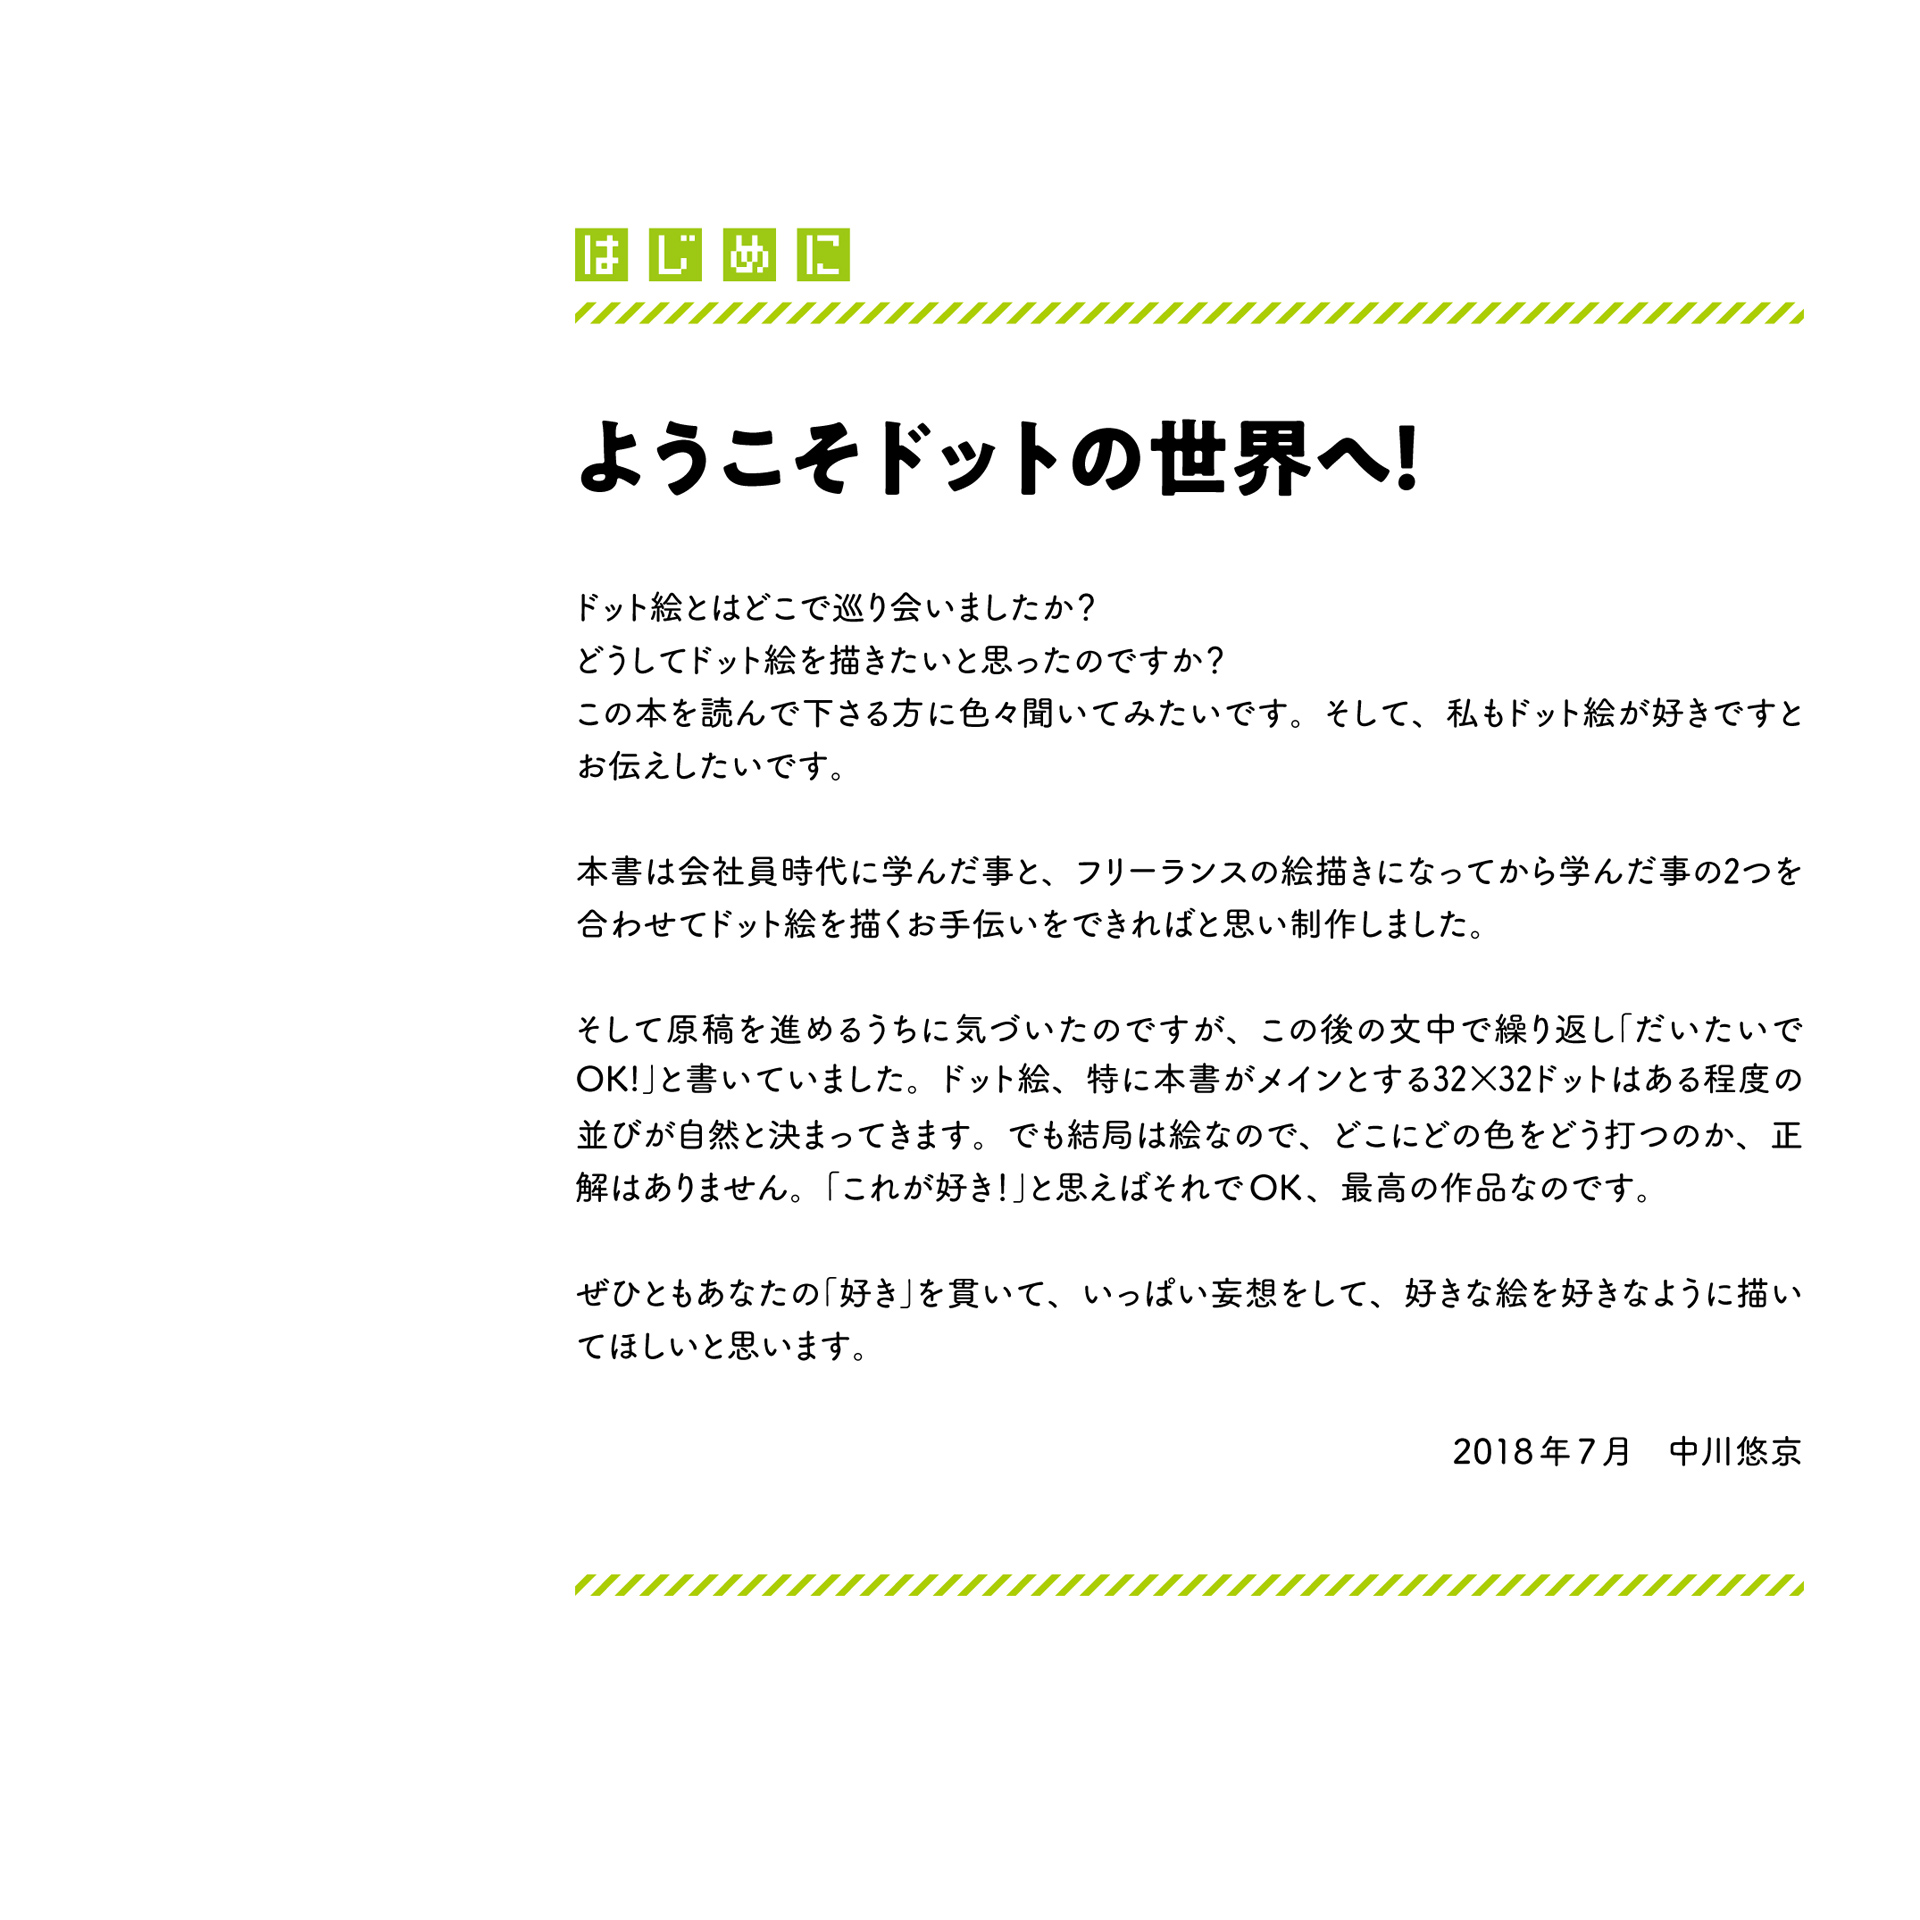 はじめに
ようこそドットの世界へ！
ドット絵とはどこで巡り会いましたか？
どうしてドット絵を描きたいと思ったのですか？
この本を読んで下さる方に色々聞いてみたいです。そして、私もドット絵が好きですと
お伝えしたいです。
本書は会社員時代に学んだ事と、フリーランスの絵描きになってから学んだ事の2つを
合わせてドット絵を描くお手伝いをできればと思い制作しました。
そして原稿を進めるうちに気づいたのですが、この後の文中で繰り返し「だいたいで
OK!」と書いていました。ドット絵、特に本書がメインとする32×32ドットはある程度の
並びが自然と決まってきます。でも結局は絵なので、どこにどの色をどう打つのか、正
解はありません。「これが好き！」と思えばそれでOK、最高の作品なのです。
ぜひともあなたの「好き」を貫いて、いっぱい妄想をして、好きな絵を好きなように描い
てほしいと思います。
2018年7月　中川悠京